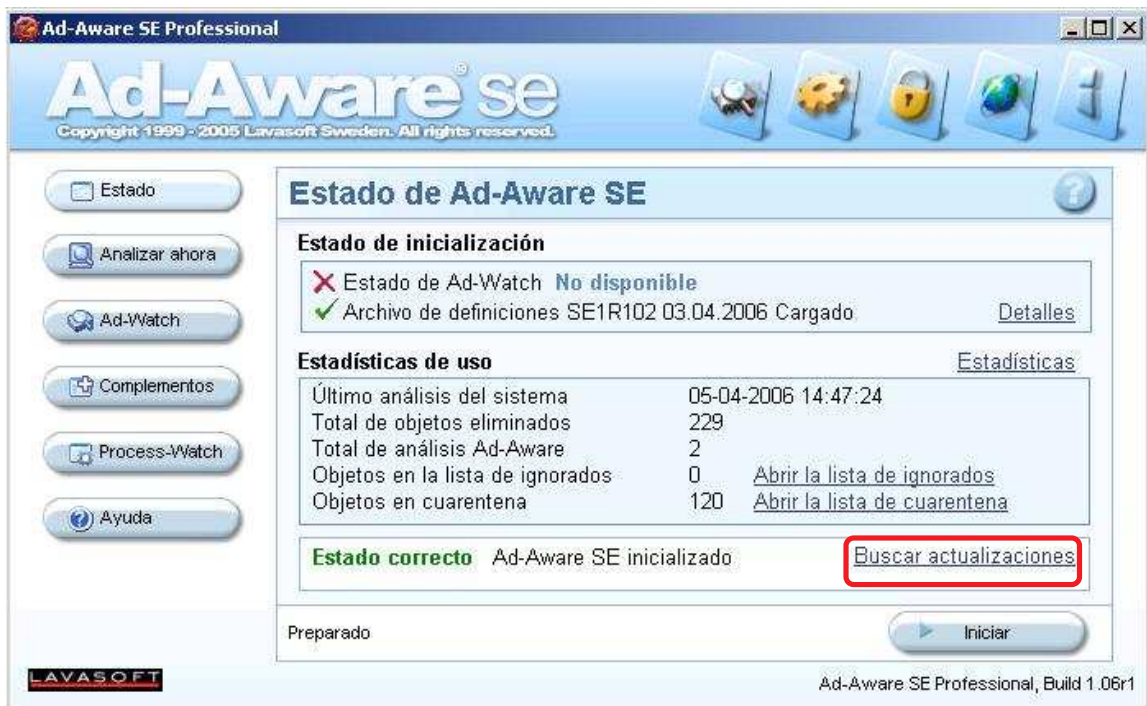 Ad-Aware SE Professional
Ad-Aware® se
Copyright 1999 - 2005 Lavasoft Sweden. All rights reserved.
Estado
Analizar ahora
Ad-Watch
Complementos
Process-Watch
Ayuda
Estado de Ad-Aware SE
Estado de inicialización
Estado de Ad-Watch No disponible
Archivo de definiciones SE1R102 03.04.2006 Cargado Detalles
Estadísticas de uso Estadísticas
Último análisis del sistema 05-04-2006 14:47:24
Total de objetos eliminados 229
Total de análisis Ad-Aware 2
Objetos en la lista de ignorados 0 Abrir la lista de ignorados
Objetos en cuarentena 120 Abrir la lista de cuarentena
Estado correcto Ad-Aware SE inicializado Buscar actualizaciones
Preparado Iniciar
LAVASOFT
Ad-Aware SE Professional, Build 1.06r1